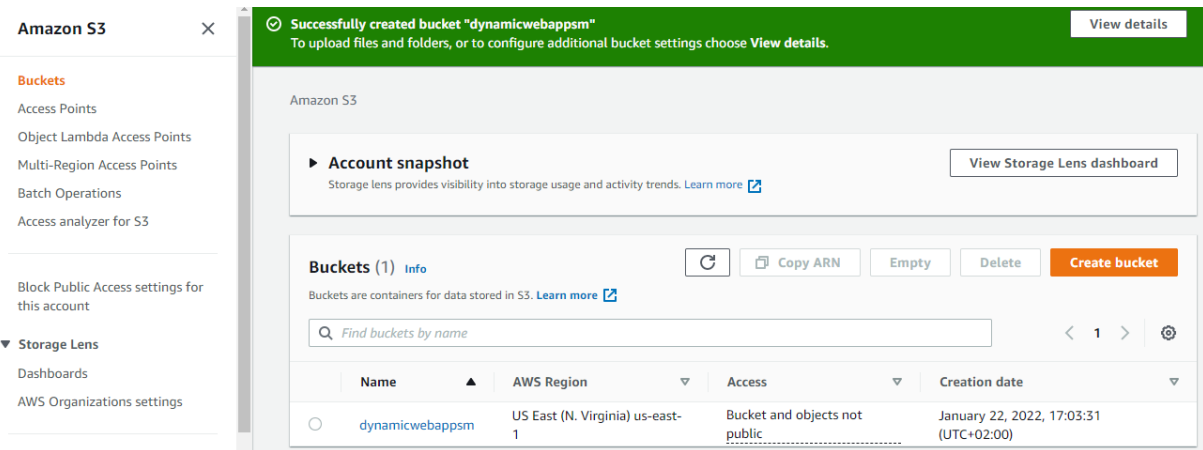 Amazon S3
Buckets
Access Points
Object Lambda Access Points
Multi-Region Access Points
Batch Operations
Access analyzer for S3
Block Public Access settings for
this account
Storage Lens
Dashboards
AWS Organizations settings
Successfully created bucket "dynamicwebappsm"
To upload files and folders, or to configure additional bucket settings choose View details.
View details
Amazon S3
Account snapshot
Storage lens provides visibility into storage usage and activity trends. Learn more
View Storage Lens dashboard
Buckets (1) Info
Buckets are containers for data stored in S3. Learn more
Copy ARN
Empty
Delete
Create bucket
Find buckets by name
1
Name AWS Region Access Creation date
dynamicwebappsm
US East (N. Virginia) us-east-
1
Bucket and objects not
public
January 22, 2022, 17:03:31
(UTC+02:00)